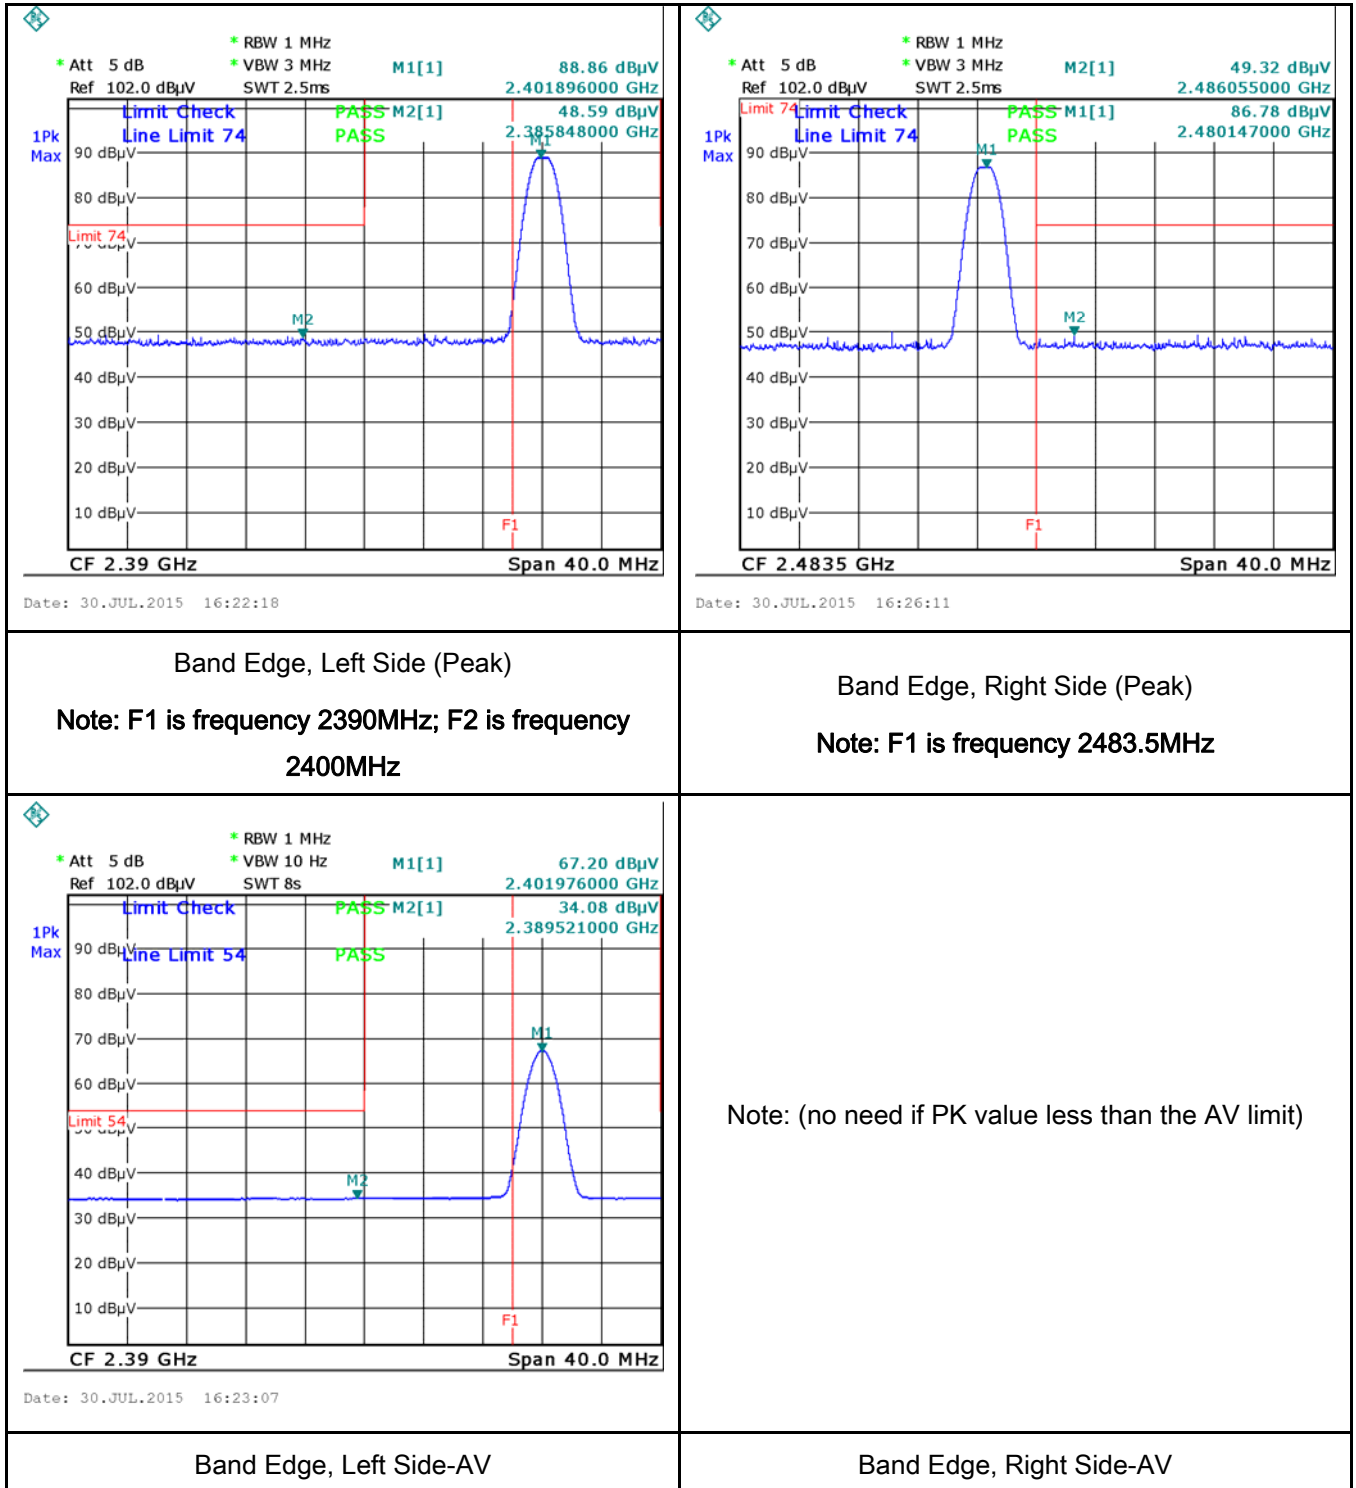 * RBW 1 MHz
* Att 5 dB * VBW 3 MHz M1[1] 88.86 dBµV
Ref 102.0 dBµV SWT 2.5ms 2.401896000 GHz
Limit Check PASS M2[1] 48.59 dBµV
1Pk Line Limit 74 PASS 2.385848000 GHz
Max 90 dBµV M1
80 dBµV
Limit 74
60 dBµV
M2
50 dBµV
40 dBµV
30 dBµV
20 dBµV
10 dBµV
F1
CF 2.39 GHz Span 40.0 MHz
Date: 30.JUL.2015 16:22:18
* RBW 1 MHz
* Att 5 dB * VBW 3 MHz M2[1] 49.32 dBµV
Ref 102.0 dBµV SWT 2.5ms 2.486055000 GHz
Limit 74 Limit Check PASS M1[1] 86.78 dBµV
1Pk Line Limit 74 PASS 2.480147000 GHz
Max 90 dBµV M1
80 dBµV
70 dBµV
60 dBµV
M2
50 dBµV
40 dBµV
30 dBµV
20 dBµV
10 dBµV
F1
CF 2.4835 GHz Span 40.0 MHz
Date: 30.JUL.2015 16:26:11
Band Edge, Left Side (Peak)
Note: F1 is frequency 2390MHz; F2 is frequency
2400MHz
Band Edge, Right Side (Peak)
Note: F1 is frequency 2483.5MHz
* RBW 1 MHz
* Att 5 dB * VBW 10 Hz M1[1] 67.20 dBµV
Ref 102.0 dBµV SWT 8s 2.401976000 GHz
Limit Check PASS M2[1] 34.08 dBµV
1Pk 2.389521000 GHz
Max 90 dBµV Line Limit 54 PASS
80 dBµV
70 dBµV M1
60 dBµV
Limit 54
40 dBµV
M2
30 dBµV
20 dBµV
10 dBµV
F1
CF 2.39 GHz Span 40.0 MHz
Date: 30.JUL.2015 16:23:07
Note: (no need if PK value less than the AV limit)
Band Edge, Left Side-AV
Band Edge, Right Side-AV